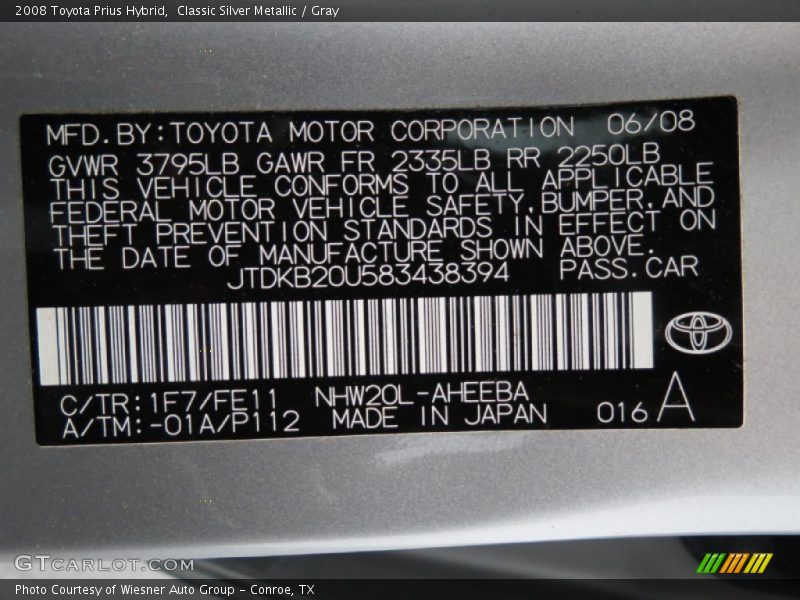 2008 Toyota Prius Hybrid,  Classic Silver Metallic / Gray
MFD.BY:TOYOTA MOTOR CORPORATION 06/08
GVWR 3795LB GAWR FR 2335LB RR 2250LB
THIS VEHICLE CONFORMS TO ALL APPLICABLE
FEDERAL MOTOR VEHICLE SAFETY,BUMPER,AND
THEFT PREVENTION STANDARDS IN EFFECT ON
THE DATE OF MANUFACTURE SHOWN ABOVE.
JTDKB20U583438394 PASS.CAR
C/TR:1F7/FE11 NHW20L-AHEEBA
A/TM:-01A/P112 MADE IN JAPAN 016 A
GTCARLOT.COM
Photo Courtesy of Wiesner Auto Group - Conroe, TX